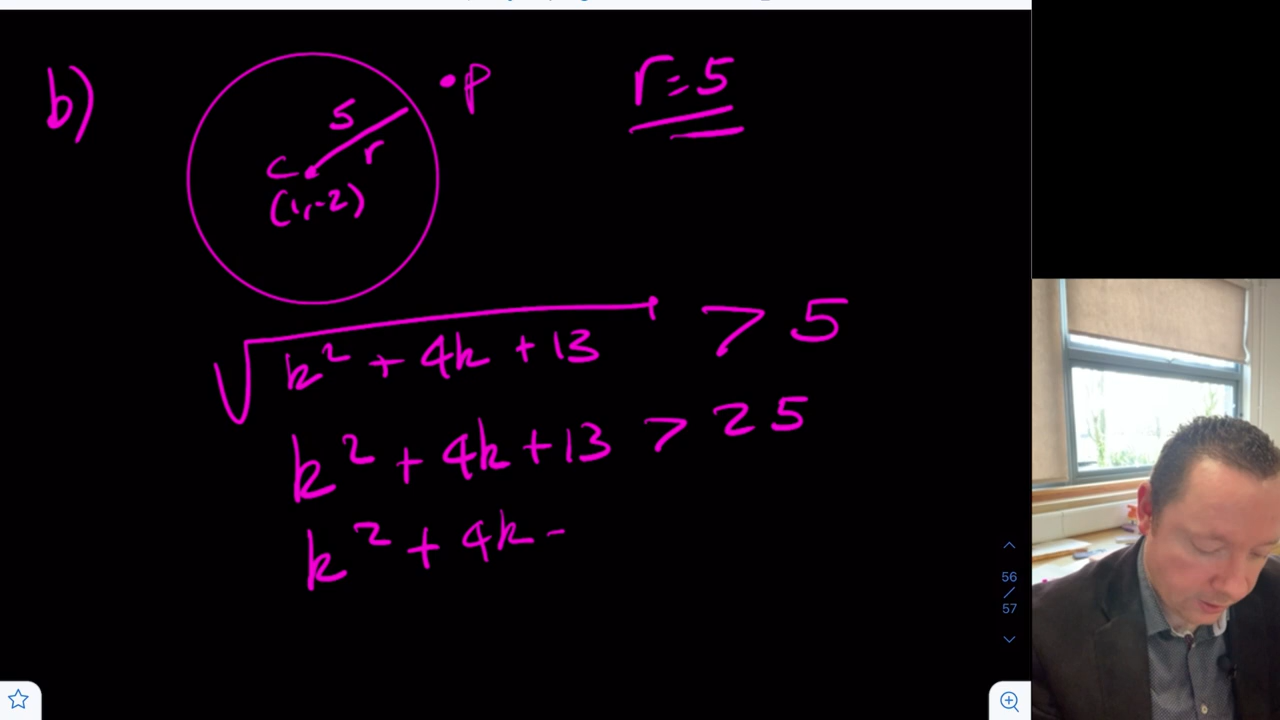 b)
5
r
C
(1,-2)
P
r=5
√k² + 4k + 13 > 5
k² + 4k + 13 > 25
k² + 4k -
56
/
57